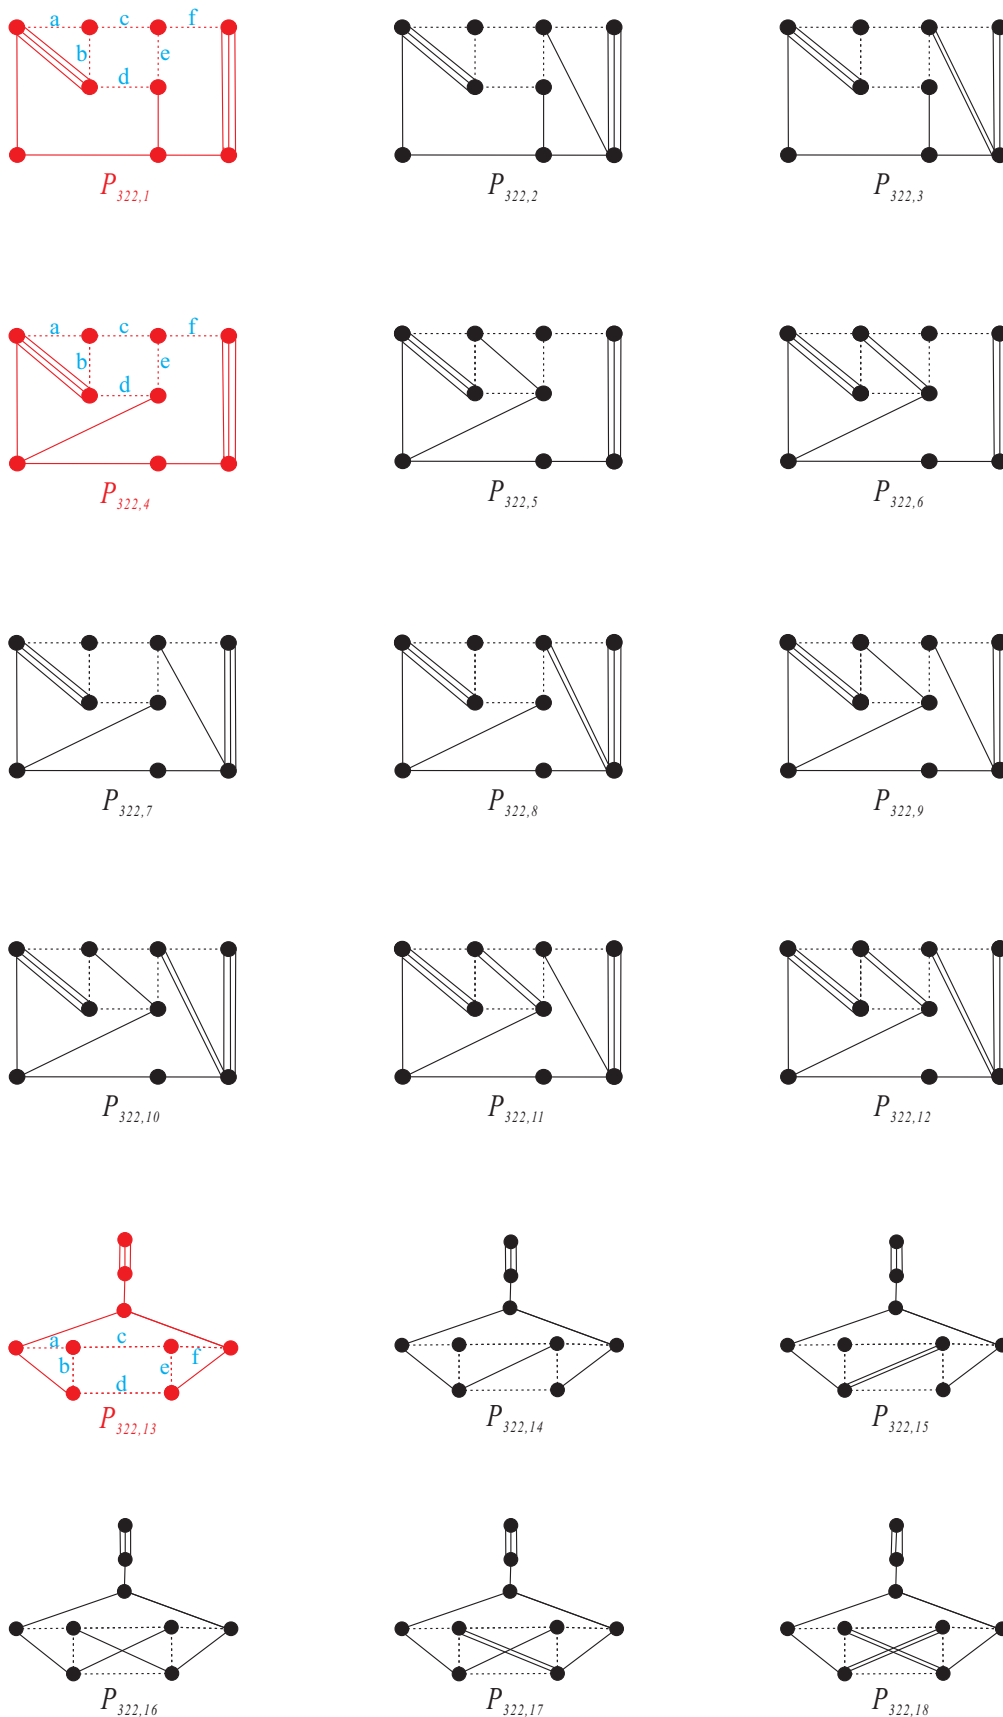 a c f
b e
d
P322,1 P322,2 P322,3
a c f
b e
d
P322,4 P322,5 P322,6
P322,7 P322,8 P322,9
P322,10 P322,11 P322,12
a c f
b e
d
P322,13 P322,14 P322,15
P322,16 P322,17 P322,18